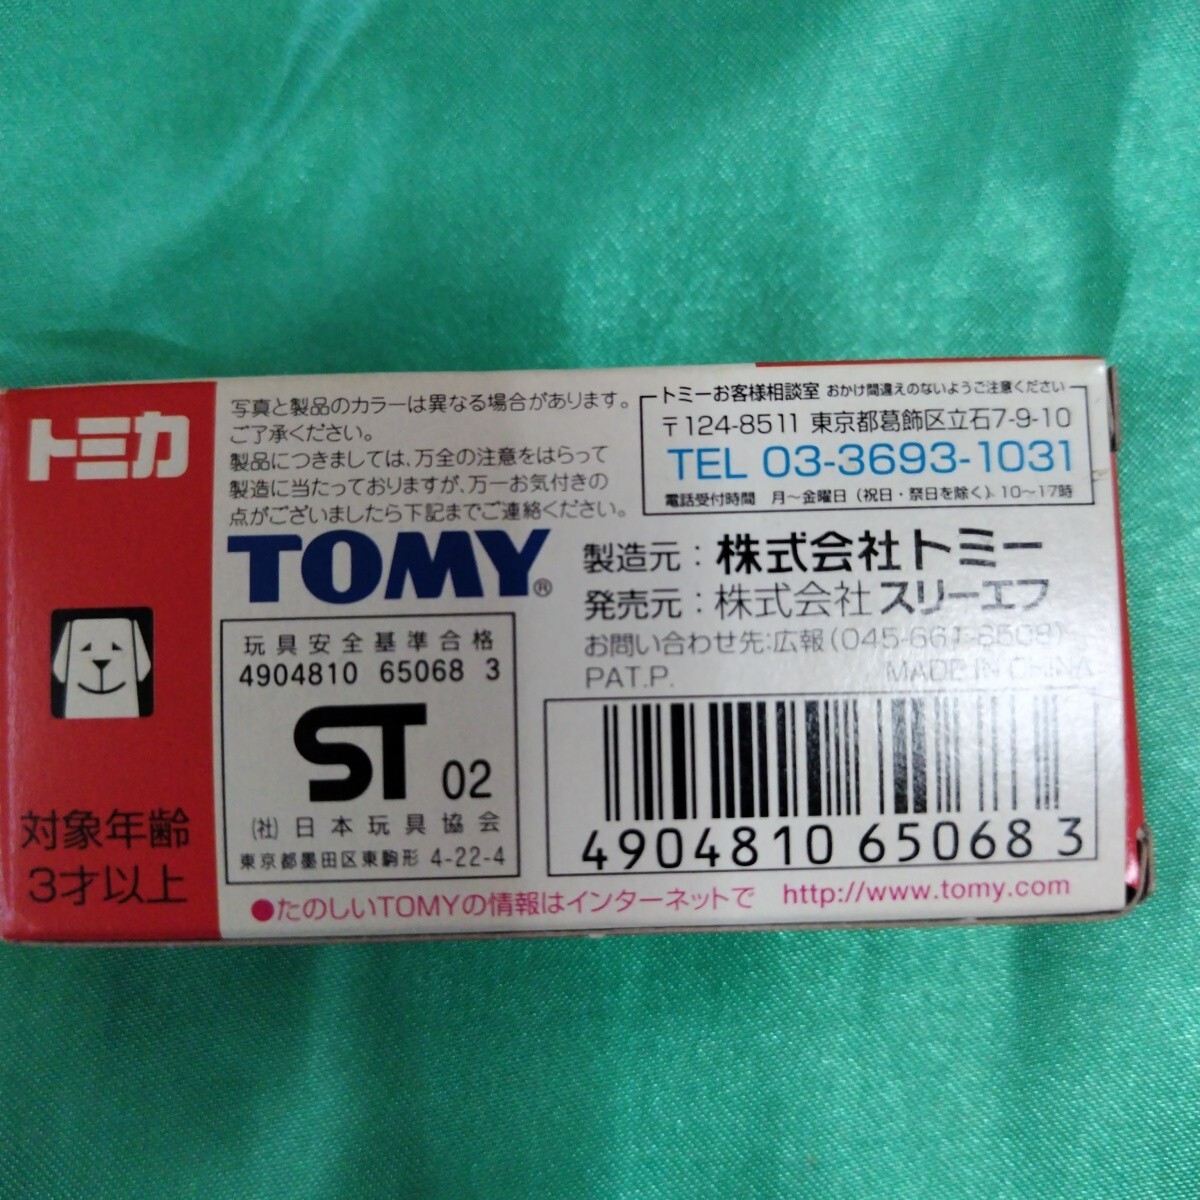 トミカ
対象年齢
3才以上
写真と製品のカラーは異なる場合があります。
ご了承ください。
製品につきましては、万全の注意をはらって
製造に当たっておりますが、万一お気付きの
点がございましたら下記までご連絡ください。
トミーお客様相談室 おかけ間違えのないようご注意ください
〒124-8511 東京都葛飾区立石7-9-10
TEL 03-3693-1031
電話受付時間 月〜金曜日(祝日・祭日を除く)、10〜17時
TOMY®
製造元：株式会社トミー
発売元：株式会社スリーエフ
お問い合わせ先:広報(045-661-6509)
PAT.P. MADE IN CHINA
玩具安全基準合格
4904810 65068 3
ST 02
(社)日本玩具協会
東京都墨田区東駒形 4-22-4
4904810 650683
●たのしいTOMYの情報はインターネットで http://www.tomy.com